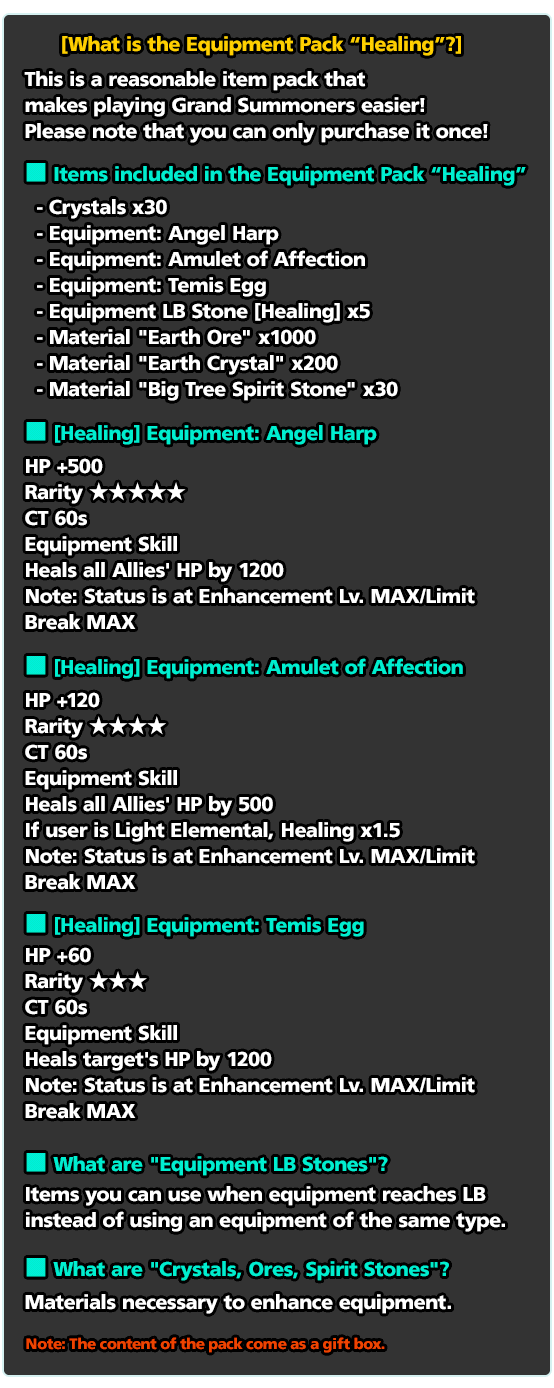 [What is the Equipment Pack “Healing”?]
This is a reasonable item pack that
makes playing Grand Summoners easier!
Please note that you can only purchase it once!
■ Items included in the Equipment Pack “Healing”
- Crystals x30
- Equipment: Angel Harp
- Equipment: Amulet of Affection
- Equipment: Temis Egg
- Equipment LB Stone [Healing] x5
- Material "Earth Ore" x1000
- Material "Earth Crystal" x200
- Material "Big Tree Spirit Stone" x30
■ [Healing] Equipment: Angel Harp
HP +500
Rarity ★★★★★
CT 60s
Equipment Skill
Heals all Allies' HP by 1200
Note: Status is at Enhancement Lv. MAX/Limit
Break MAX
■ [Healing] Equipment: Amulet of Affection
HP +120
Rarity ★★★★
CT 60s
Equipment Skill
Heals all Allies' HP by 500
If user is Light Elemental, Healing x1.5
Note: Status is at Enhancement Lv. MAX/Limit
Break MAX
■ [Healing] Equipment: Temis Egg
HP +60
Rarity ★★★
CT 60s
Equipment Skill
Heals target's HP by 1200
Note: Status is at Enhancement Lv. MAX/Limit
Break MAX
■ What are "Equipment LB Stones"?
Items you can use when equipment reaches LB
instead of using an equipment of the same type.
■ What are "Crystals, Ores, Spirit Stones"?
Materials necessary to enhance equipment.
Note: The content of the pack come as a gift box.